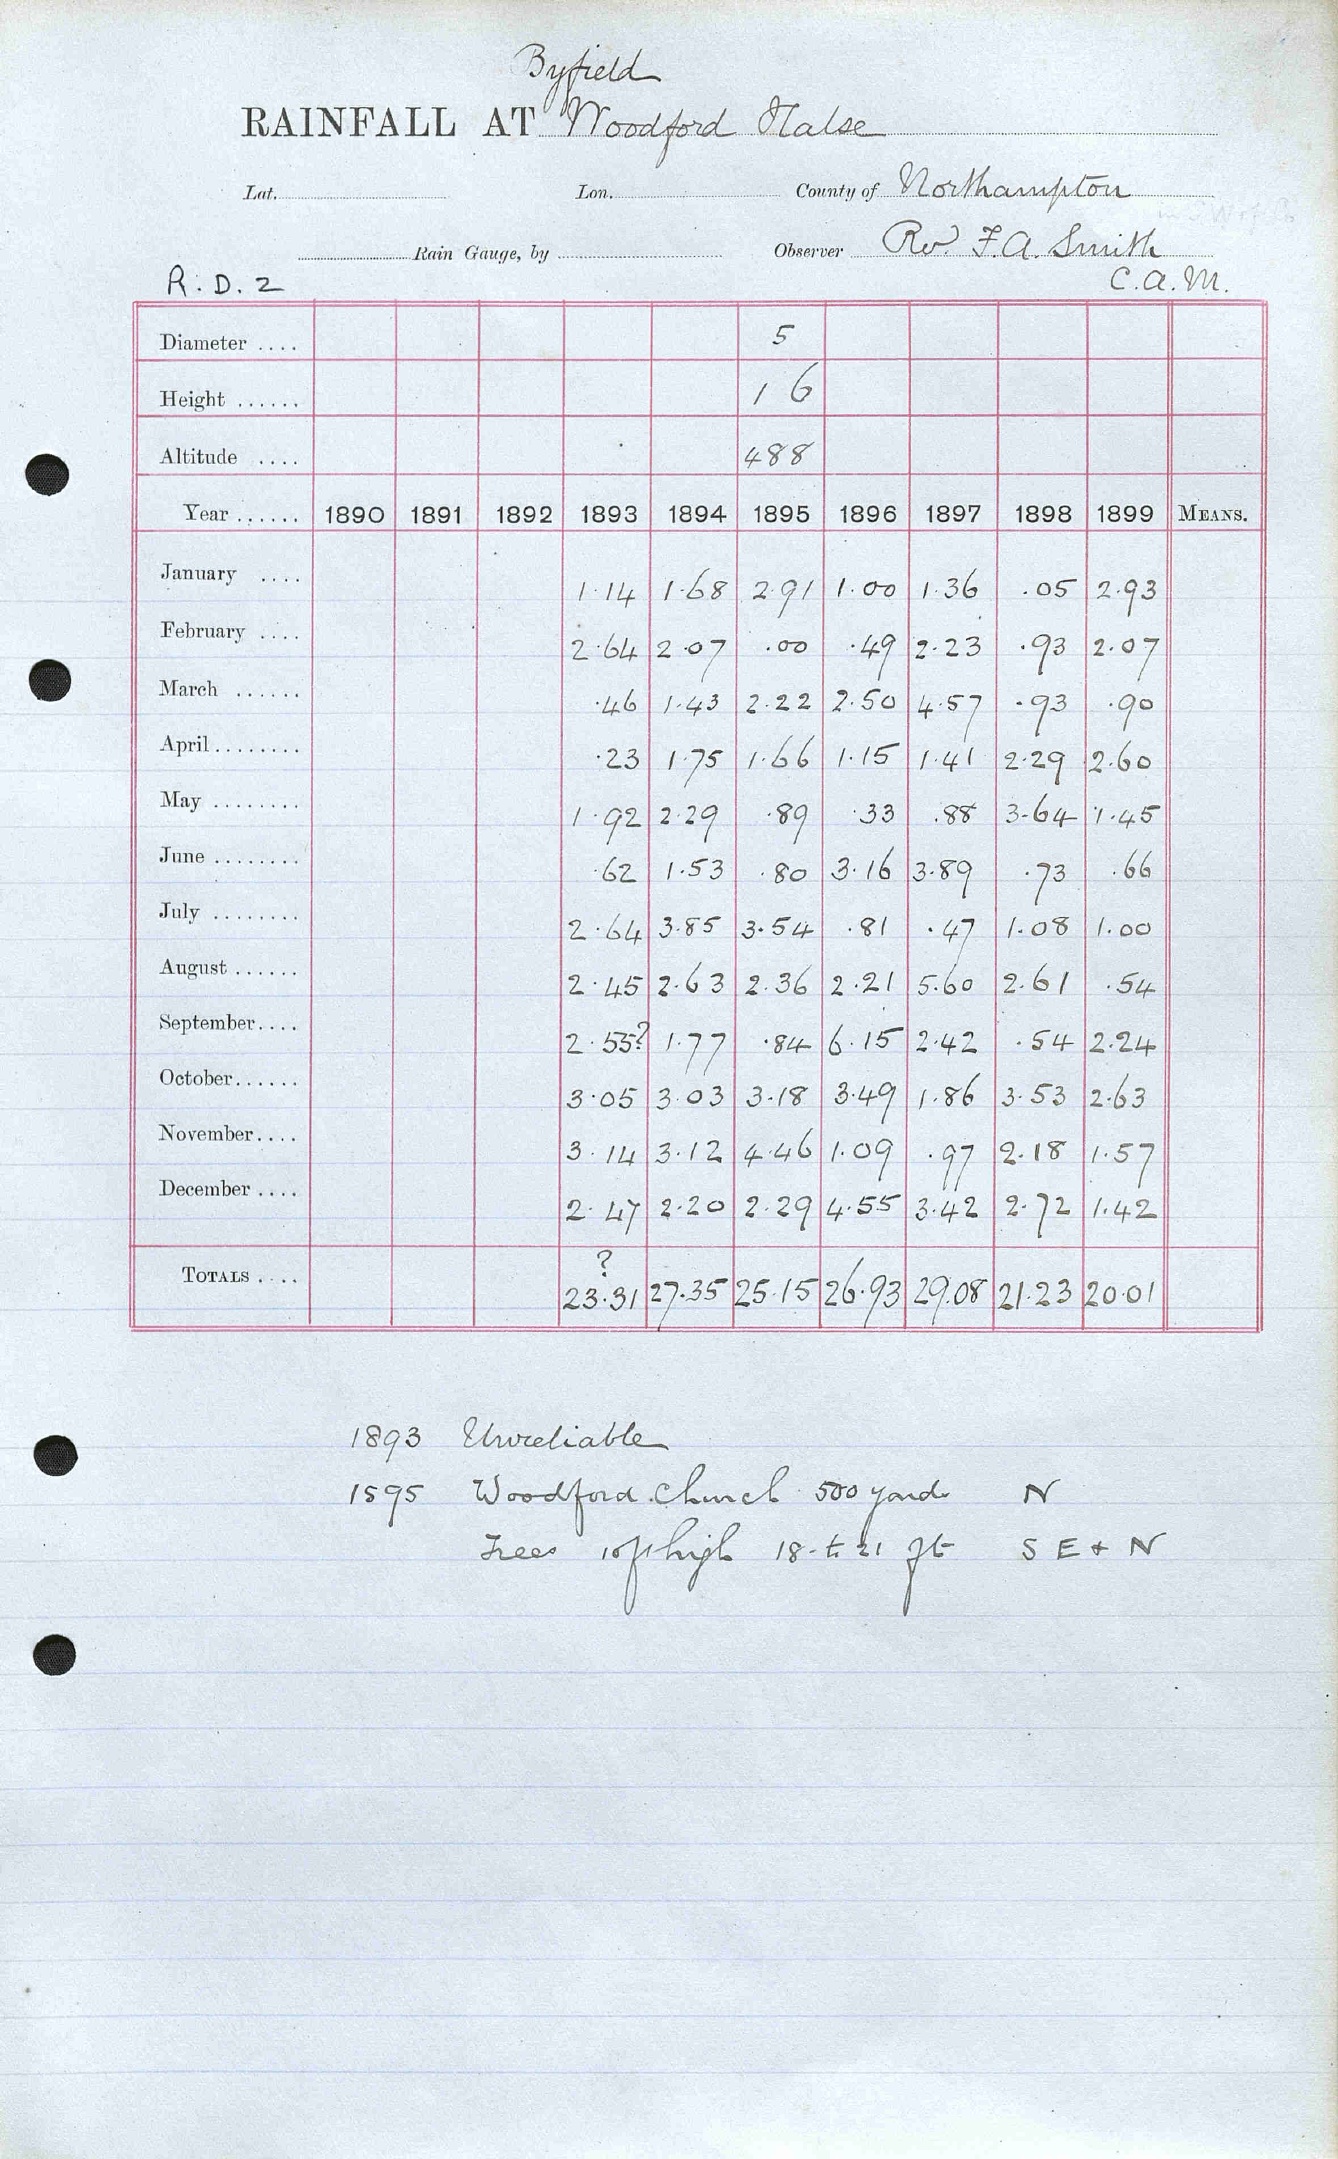 Byfield
RAINFALL AT Woodford Halse
Lat. Lon. County of Northampton
Rain Gauge, by Observer Rev. F. A. Smith
R. D. 2 C. A. M.
Diameter .... 5
Height ...... 1 6
Altitude .... 488
Year ...... 1890 1891 1892 1893 1894 1895 1896 1897 1898 1899 MEANS.
January .... 1.14 1.68 2.91 1.00 1.36 .05 2.93
February .... 2.64 2.07 .00 .49 2.23 .93 2.07
March ...... .46 1.43 2.22 2.50 4.57 .93 .90
April ........ .23 1.75 1.66 1.15 1.41 2.29 2.60
May ........ 1.92 2.29 .89 .33 .88 3.64 1.45
June ........ .62 1.53 .80 3.16 3.89 .73 .66
July ........ 2.64 3.85 3.54 .81 .47 1.08 1.00
August ...... 2.45 2.63 2.36 2.21 5.60 2.61 .54
September.... 2.55? 1.77 .84 6.15 2.42 .54 2.24
October...... 3.05 3.03 3.18 3.49 1.86 3.53 2.63
November.... 3.14 3.12 4.46 1.09 .97 2.18 1.57
December .... 2.47 2.20 2.29 4.55 3.42 2.72 1.42
?
TOTALS .... 23.31 27.35 25.15 26.93 29.08 21.23 20.01
1893 Unreliable
1895 Woodford Church 500 yards N
Trees 10ft high 18 to 21 ft S E + N